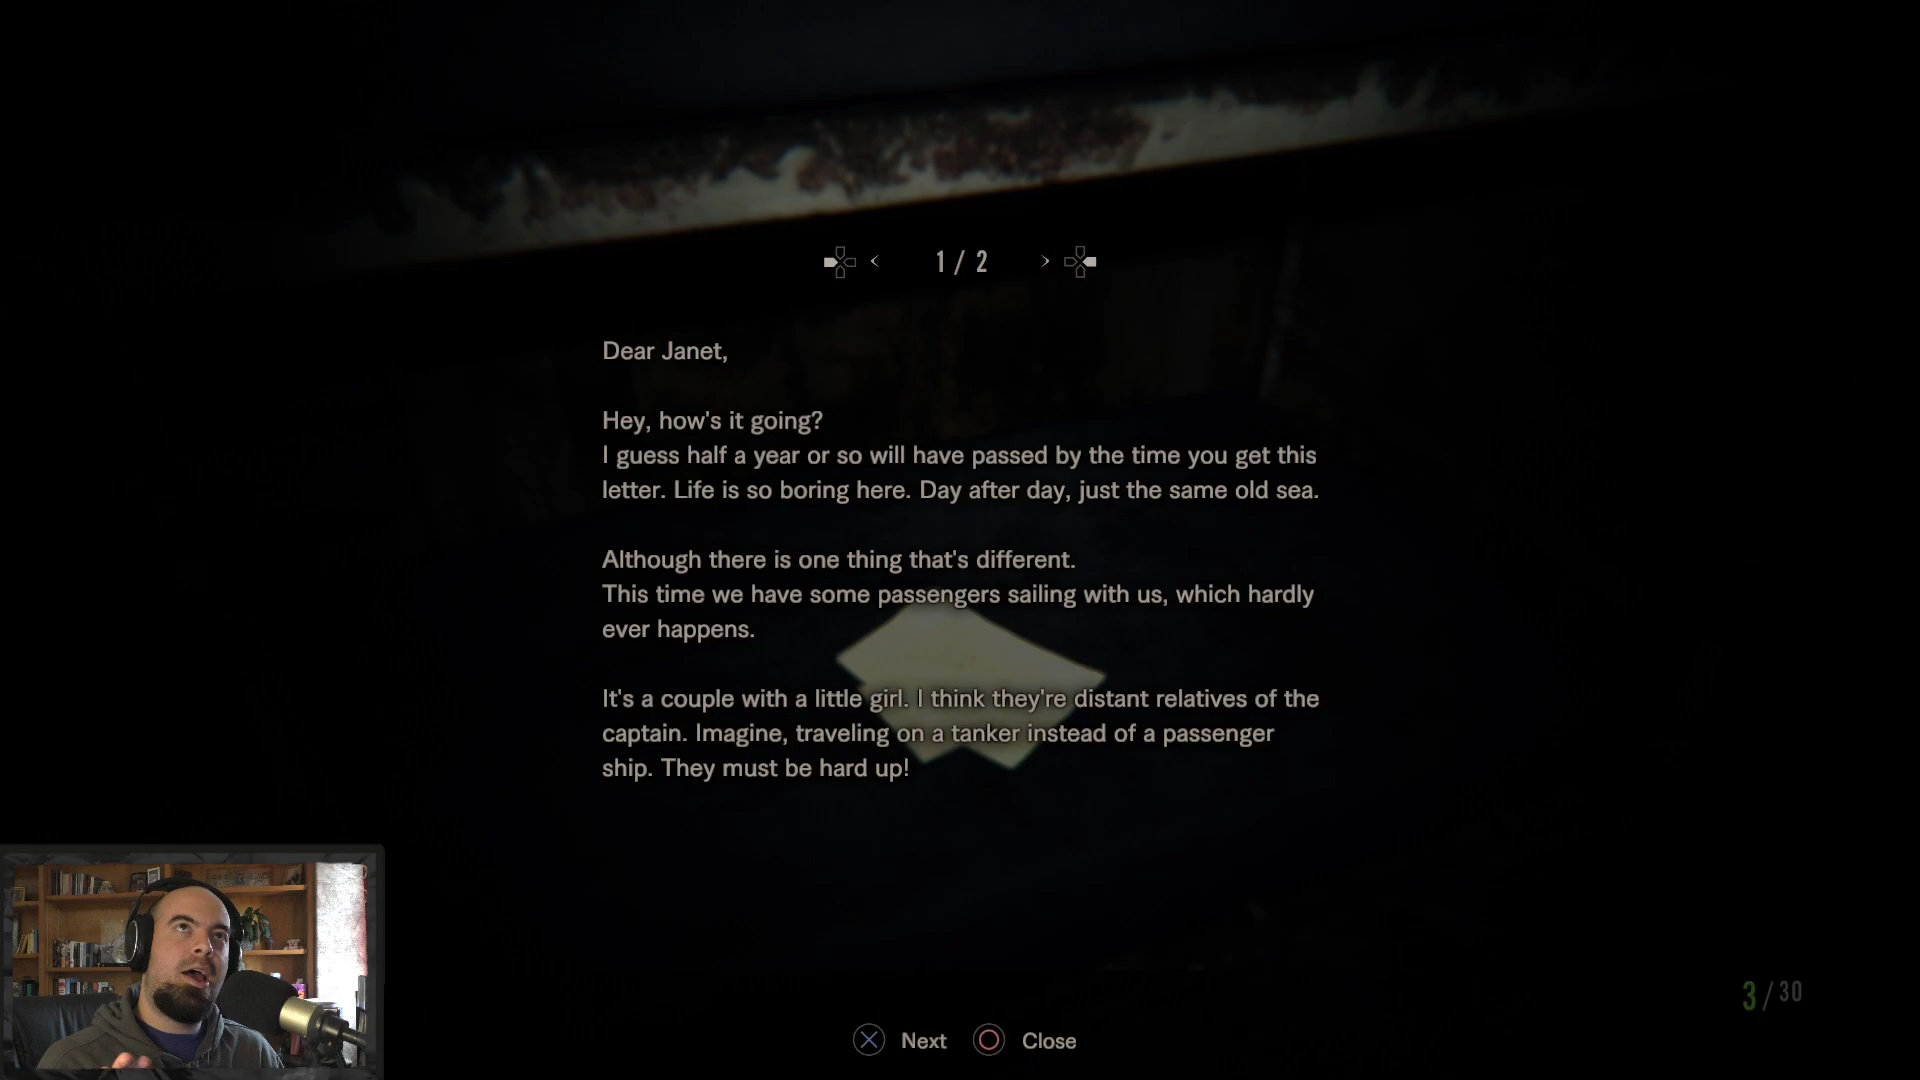 1 / 2
Dear Janet,
Hey, how's it going?
I guess half a year or so will have passed by the time you get this
letter. Life is so boring here. Day after day, just the same old sea.
Although there is one thing that's different.
This time we have some passengers sailing with us, which hardly
ever happens.
It's a couple with a little girl. I think they're distant relatives of the
captain. Imagine, traveling on a tanker instead of a passenger
ship. They must be hard up!
3/30
Next Close